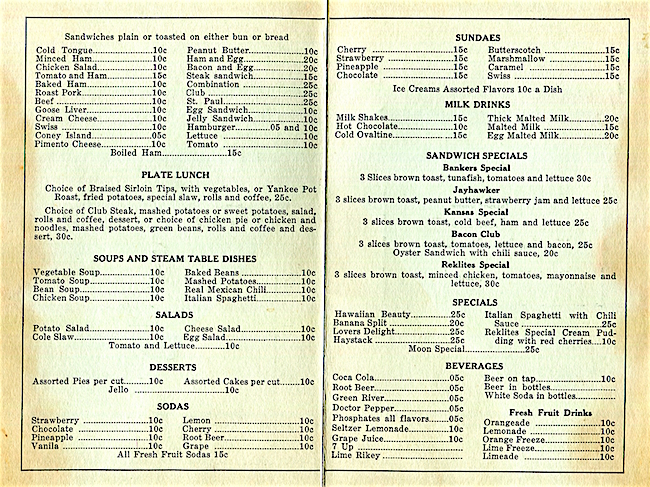 Sandwiches plain or toasted on either bun or bread
Cold Tongue..........10c
Minced Ham..........10c
Chicken Salad..........10c
Tomato and Ham..........15c
Baked Ham..........10c
Roast Pork..........10c
Beef..........10c
Goose Liver..........10c
Cream Cheese..........10c
Swiss..........10c
Coney Island..........05c
Pimento Cheese..........10c
Peanut Butter..........10c
Ham and Egg..........20c
Bacon and Egg..........20c
Steak sandwich..........15c
Combination..........25c
Club..........25c
St. Paul..........25c
Egg Sandwich..........10c
Jelly Sandwich..........10c
Hamburger..........05 and 10c
Lettuce..........10c
Tomato..........10c
Boiled Ham..........15c
PLATE LUNCH
Choice of Braised Sirloin Tips, with vegetables, or Yankee Pot
Roast, fried potatoes, special slaw, rolls and coffee, 25c.
Choice of Club Steak, mashed potatoes or sweet potatoes, salad,
rolls and coffee, dessert, or choice of chicken pie or chicken and
noodles, mashed potatoes, green beans, rolls and coffee and des-
sert, 30c.
SOUPS AND STEAM TABLE DISHES
Vegetable Soup..........10c
Tomato Soup..........10c
Bean Soup..........10c
Chicken Soup..........10c
Baked Beans..........10c
Mashed Potatoes..........10c
Real Mexican Chili..........10c
Italian Spaghetti..........10c
SALADS
Potato Salad..........10c
Cole Slaw..........10c
Cheese Salad..........10c
Egg Salad..........10c
Tomato and Lettuce..........10c
DESSERTS
Assorted Pies per cut..........10c
Assorted Cakes per cut..........10c
Jello..........10c
SODAS
Strawberry..........10c
Chocolate..........10c
Pineapple..........10c
Vanila..........10c
Lemon..........10c
Cherry..........10c
Root Beer..........10c
Grape..........10c
All Fresh Fruit Sodas 15c
SUNDAES
Cherry..........15c
Strawberry..........15c
Pineapple..........15c
Chocolate..........15c
Butterscotch..........15c
Marshmallow..........15c
Caramel..........15c
Swiss..........15c
Ice Creams Assorted Flavors 10c a Dish
MILK DRINKS
Milk Shakes..........15c
Hot Chocolate..........10c
Cold Ovaltine..........15c
Thick Malted Milk..........20c
Malted Milk..........15c
Egg Malted Milk..........20c
SANDWICH SPECIALS
Bankers Special
3 Slices brown toast, tunafish, tomatoes and lettuce 30c
Jayhawker
3 slices brown toast, peanut butter, strawberry jam and lettuce 25c
Kansas Special
3 slices brown toast, cold beef, ham and lettuce 25c
Bacon Club
3 slices brown toast, tomatoes, lettuce and bacon, 25c
Oyster Sandwich with chili sauce, 20c
Reklites Special
3 slices brown toast, minced chicken, tomatoes, mayonnaise and
lettuce, 30c
SPECIALS
Hawaiian Beauty..........25c
Banana Split..........20c
Lovers Delight..........25c
Haystack..........25c
Italian Spaghetti with Chili
Sauce..........25c
Reklites Special Cream Pud-
ding with red cherries....10c
Moon Special..........25c
BEVERAGES
Coca Cola..........05c
Root Beer..........05c
Green River..........05c
Doctor Pepper..........05c
Phosphates all flavors..........05c
Seltzer Lemonade..........10c
Grape Juice..........10c
7 Up..........
Lime Rikey..........
Beer on tap..........10c
Beer in bottles..........
White Soda in bottles..........
Fresh Fruit Drinks
Orangeade..........10c
Lemonade..........10c
Orange Freeze..........10c
Lime Freeze..........10c
Limeade..........10c